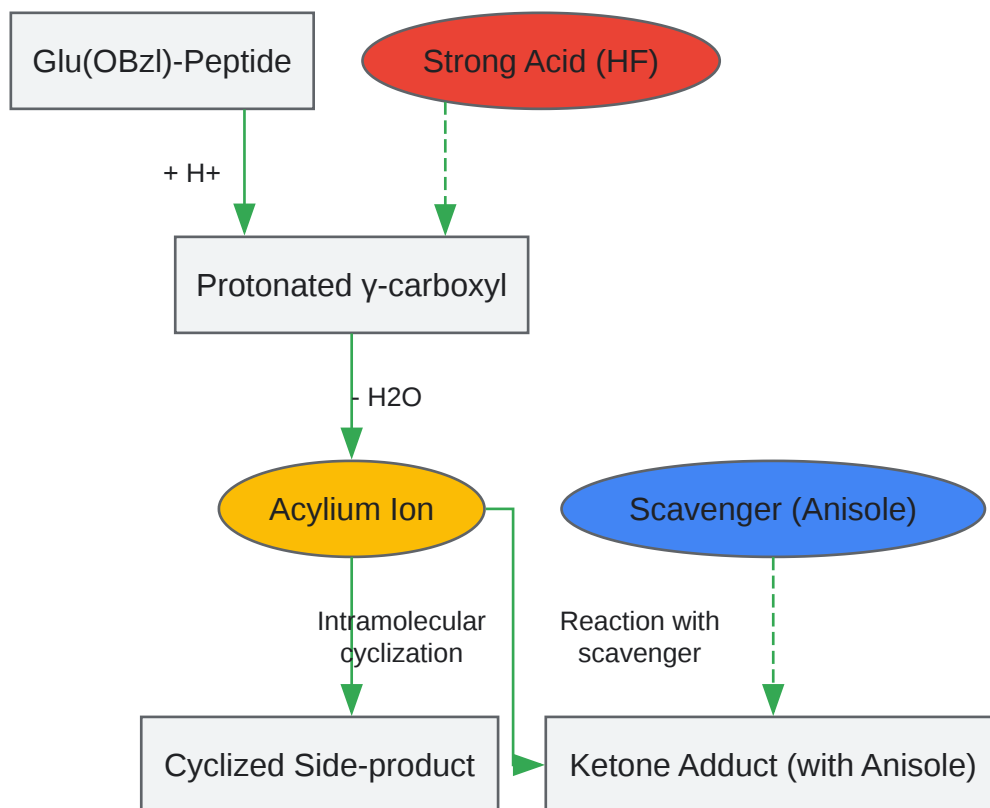 Glu(OBzl)-Peptide
Strong Acid (HF)
+ H+
Protonated γ-carboxyl
- H2O
Acylium Ion
Scavenger (Anisole)
Intramolecular
cyclization
Reaction with
scavenger
Cyclized Side-product
Ketone Adduct (with Anisole)